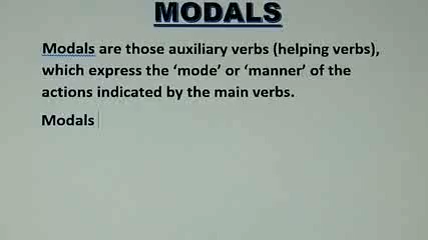 MODALS
Modals are those auxiliary verbs (helping verbs),
which express the ‘mode’ or ‘manner’ of the
actions indicated by the main verbs.
Modals